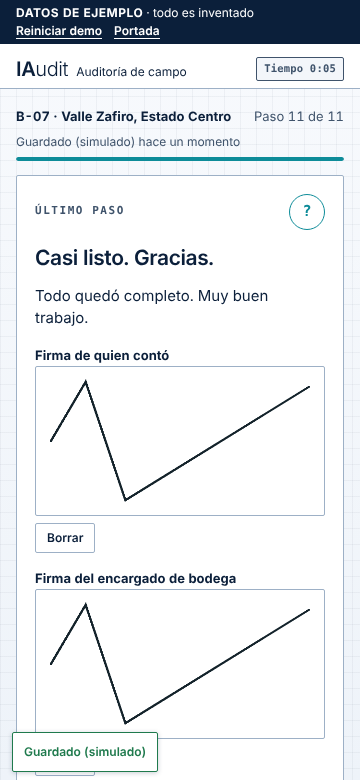 DATOS DE EJEMPLO · todo es inventado
Reiniciar demo Portada
IAudit Auditoría de campo
Tiempo 0:05
B-07 · Valle Zafiro, Estado Centro
Paso 11 de 11
Guardado (simulado) hace un momento
ÚLTIMO PASO
?
Casi listo. Gracias.
Todo quedó completo. Muy buen
trabajo.
Firma de quien contó
Borrar
Firma del encargado de bodega
Guardado (simulado)